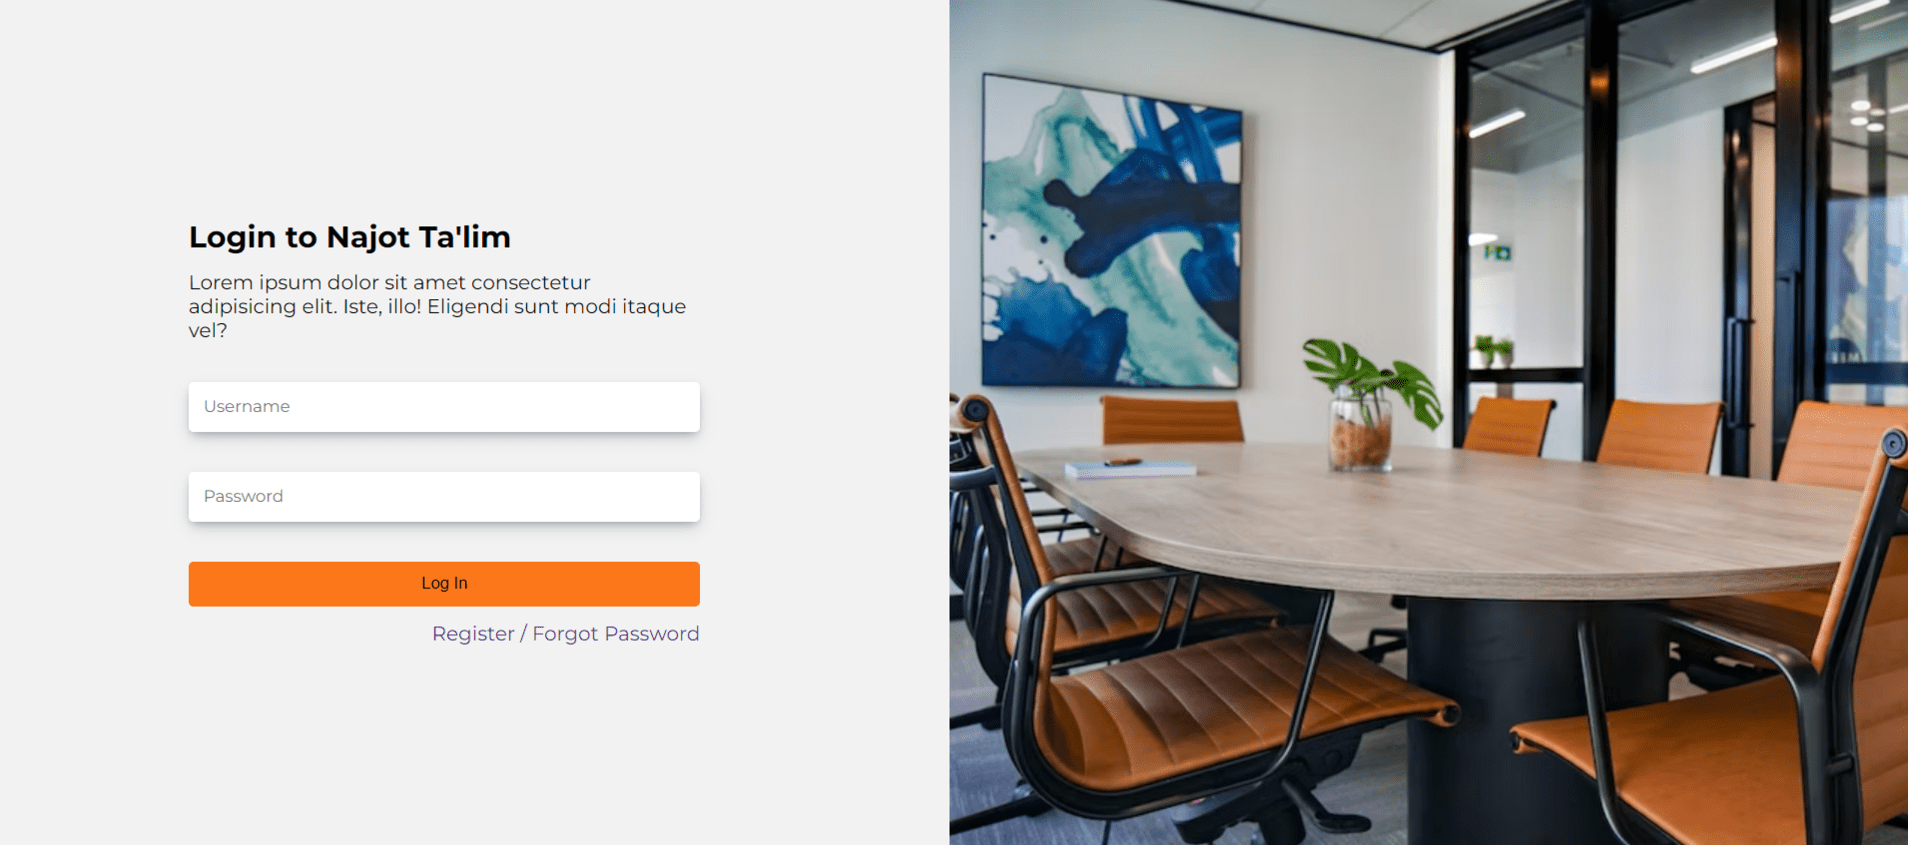 Login to Najot Ta'lim
Lorem ipsum dolor sit amet consectetur
adipisicing elit. Iste, illo! Eligendi sunt modi itaque
vel?
Username
Password
Log In
Register / Forgot Password